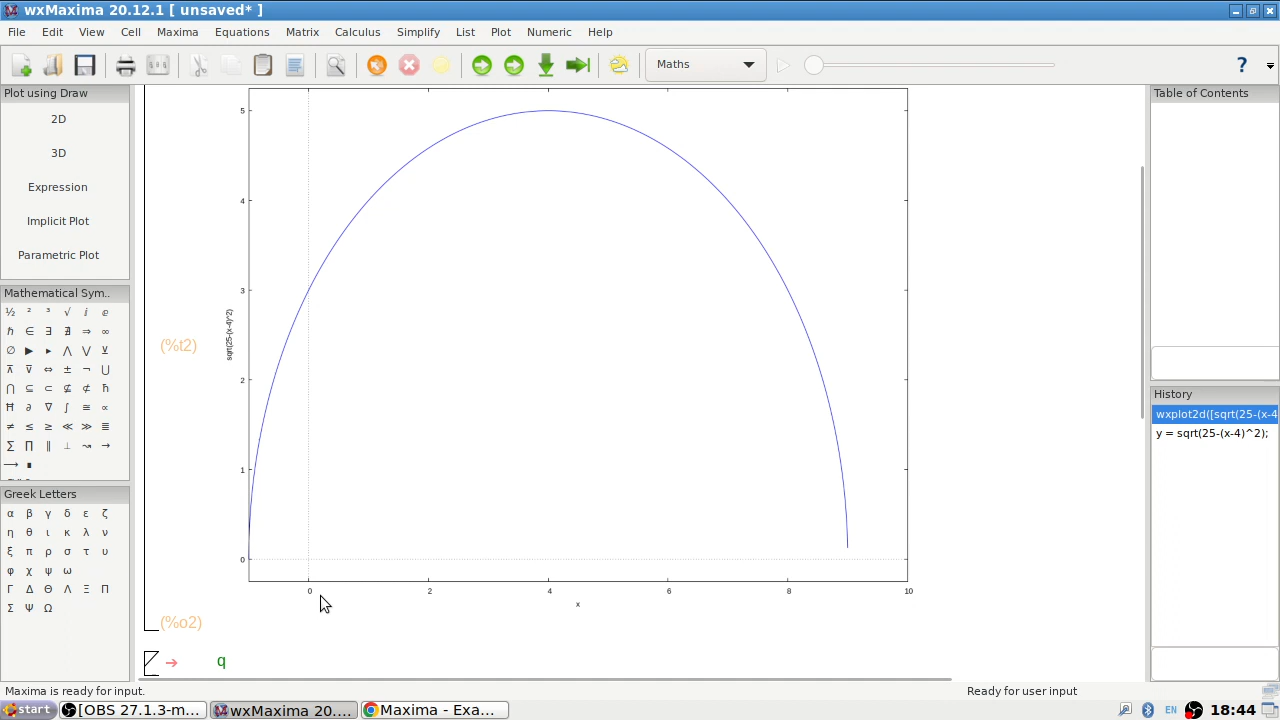 wxMaxima 20.12.1 [ unsaved* ]
File Edit View Cell Maxima Equations Matrix Calculus Simplify List Plot Numeric Help
Maths
?
Plot using Draw
2D
3D
Expression
Implicit Plot
Parametric Plot
Mathematical Sym..
½ ² ³ √ ⅈ ⅇ
ℏ ∈ ∃ ∄ ⇒ ∞
∅ ▶ ▸ ⋀ ⋁ ⊻
⊼ ⊽ ⇔ ± ¬ ⋃
⋂ ⊆ ⊂ ⊈ ⊄ ħ
Ħ ∂ ∇ ∫ ≅ ∝
≠ ≤ ≥ ≪ ≫ ≣
∑ ∏ ∥ ⟂ ↝ →
⟶ ∎
Greek Letters
α β γ δ ε ζ
η θ ι κ λ ν
ξ π ρ σ τ υ
φ χ ψ ω
Γ Δ Θ Λ Ξ Π
Σ Ψ Ω
(%t2)
sqrt(25-(x-4)^2)
5
4
3
2
1
0
0 2 4 6 8 10
x
(%o2)
q
Table of Contents
History
wxplot2d([sqrt(25-(x-4
y = sqrt(25-(x-4)^2);
Maxima is ready for input.
Ready for user input
start
[OBS 27.1.3-m...
wxMaxima 20....
Maxima - Exa...
EN
18:44